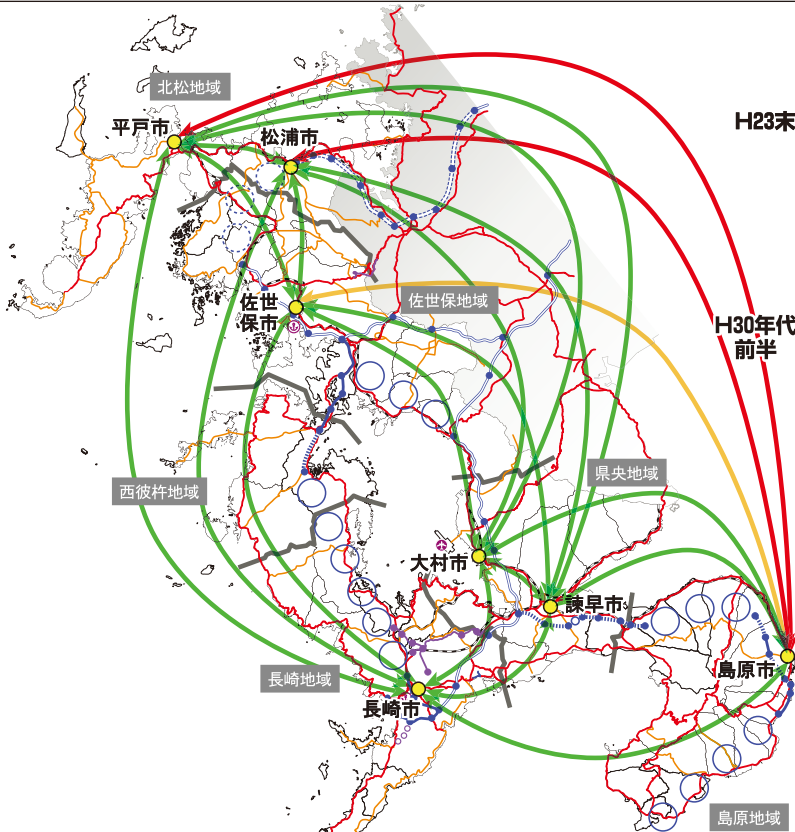 北松地域
平戸市
松浦市
H23末
佐世
保市
佐世保地域
H30年代
前半
西彼杵地域
県央地域
大村市
諫早市
島原市
長崎地域
長崎市
島原地域